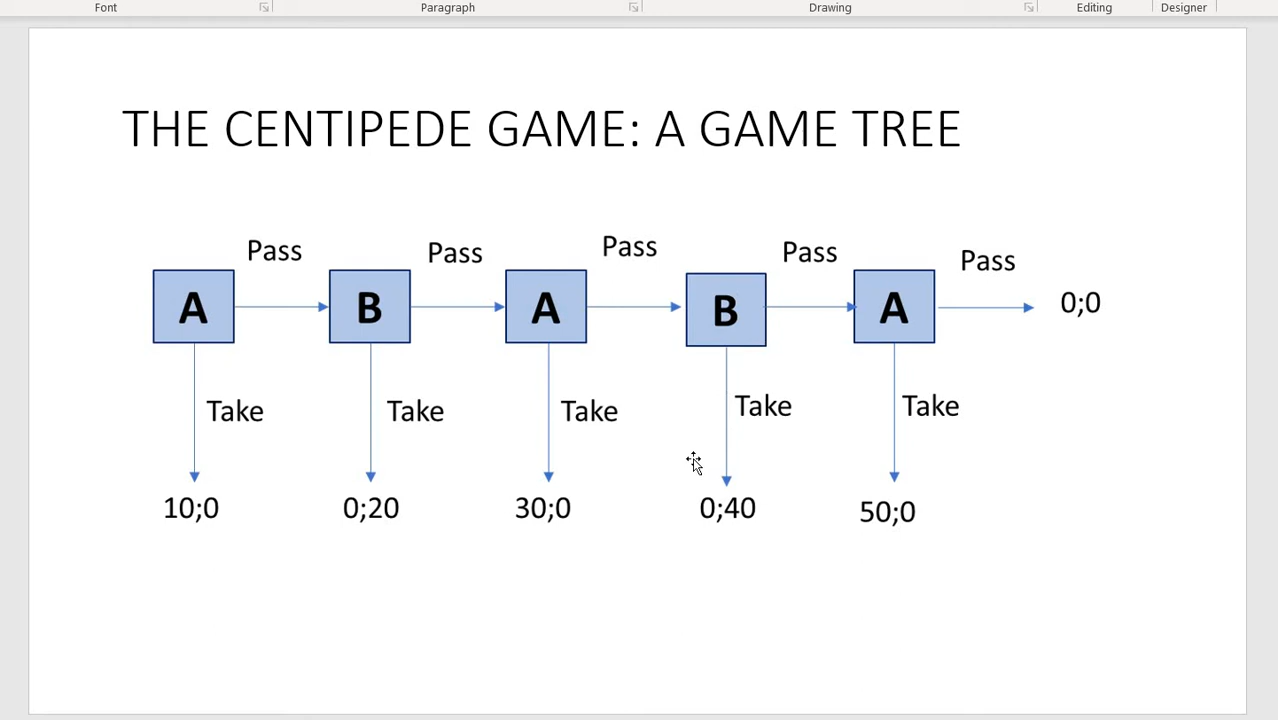 Font Paragraph Drawing Editing Designer
THE CENTIPEDE GAME: A GAME TREE
Pass Pass Pass Pass Pass
A B A B A 0;0
Take Take Take Take Take
10;0 0;20 30;0 0;40 50;0